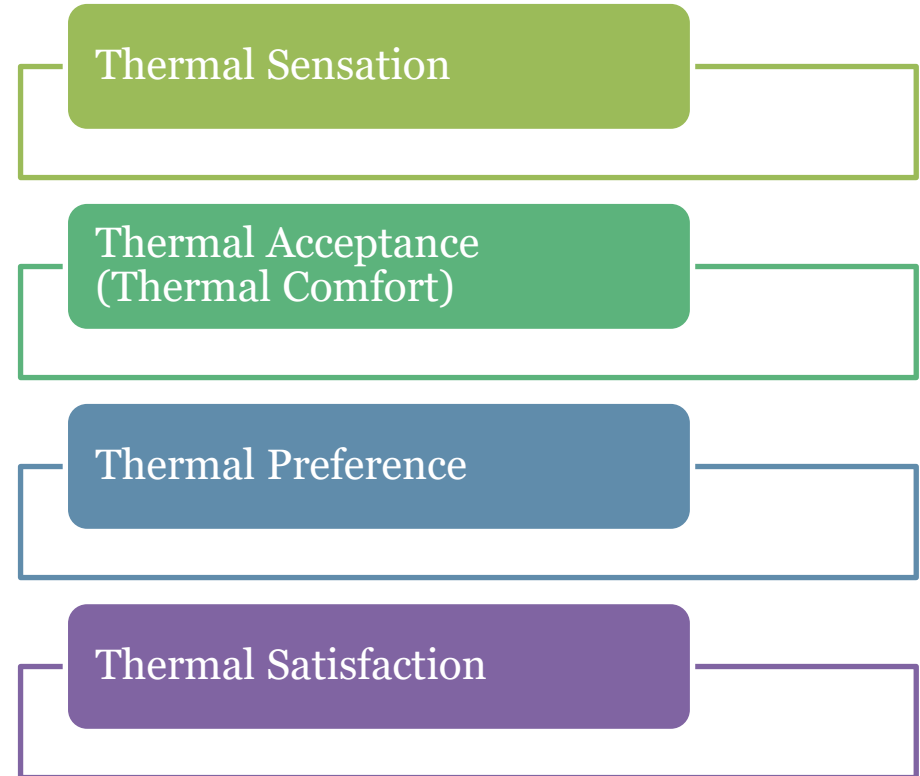 Thermal Sensation
Thermal Acceptance
(Thermal Comfort)
Thermal Preference
Thermal Satisfaction